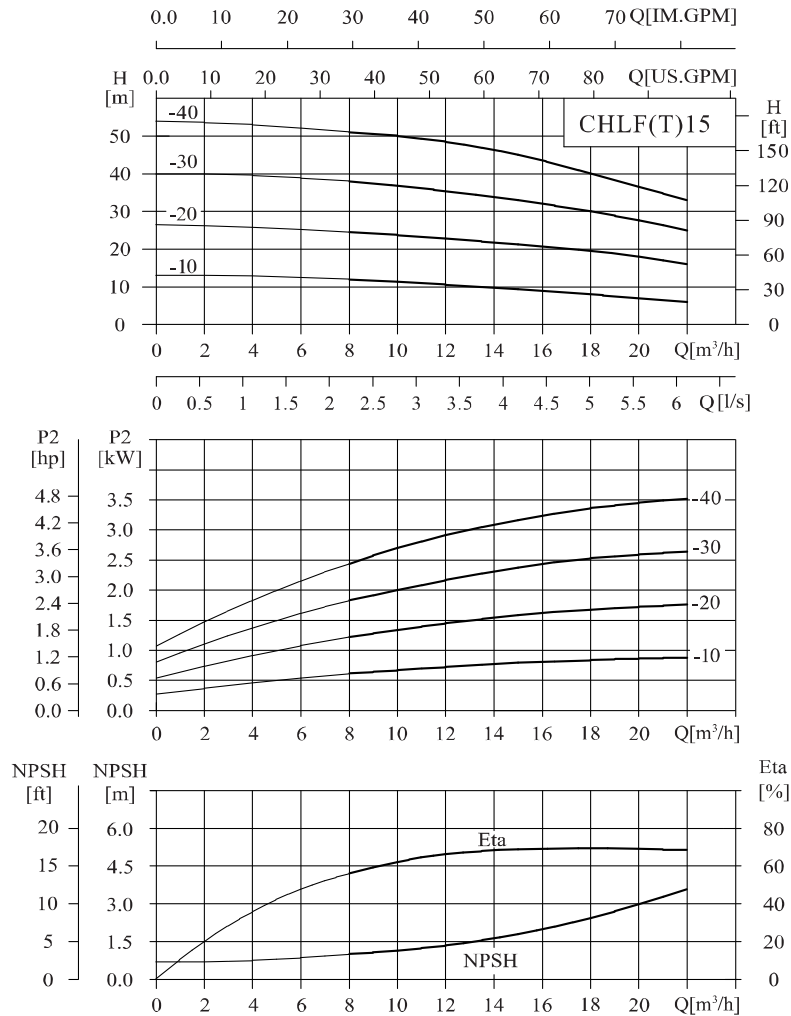 0.0 10 20 30 40 50 60 70 Q[IM.GPM]
H [m] 0.0 10 20 30 40 50 60 70 80 Q[US.GPM]
H [ft]
CHLF(T)15
-40
-30
-20
-10
50
40
30
20
10
0
150
120
90
60
30
0
0 2 4 6 8 10 12 14 16 18 20 Q[m³/h]
0 0.5 1 1.5 2 2.5 3 3.5 4 4.5 5 5.5 6 Q[l/s]
P2 P2
[hp] [kW]
4.8
4.2
3.6
3.0
2.4
1.8
1.2
0.6
0.0
3.5
3.0
2.5
2.0
1.5
1.0
0.5
0.0
-40
-30
-20
-10
0 2 4 6 8 10 12 14 16 18 20 Q[m³/h]
NPSH NPSH Eta
[ft] [m] [%]
20 6.0 80
15 4.5 60
10 3.0 40
5 1.5 20
0 0.0 0
Eta
NPSH
0 2 4 6 8 10 12 14 16 18 20 Q[m³/h]